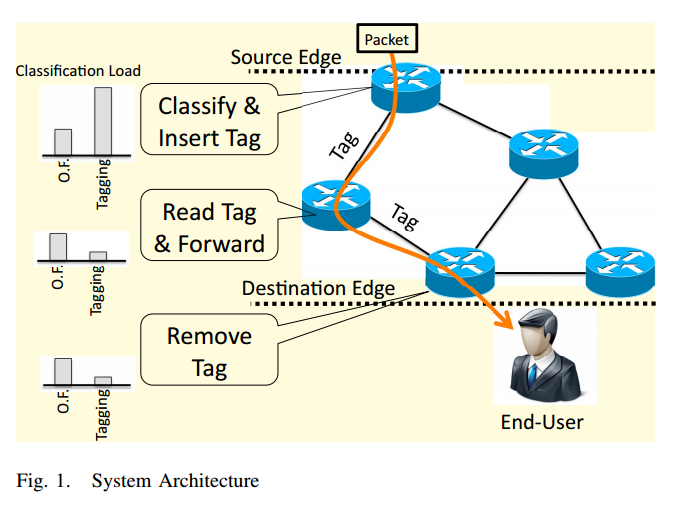 Packet
Source Edge
Classification Load
Classify &
Insert Tag
O.F.
Tagging
Tag
Read Tag
& Forward
Tag
O.F.
Tagging
Destination Edge
Remove
Tag
O.F.
Tagging
End-User
Fig. 1. System Architecture